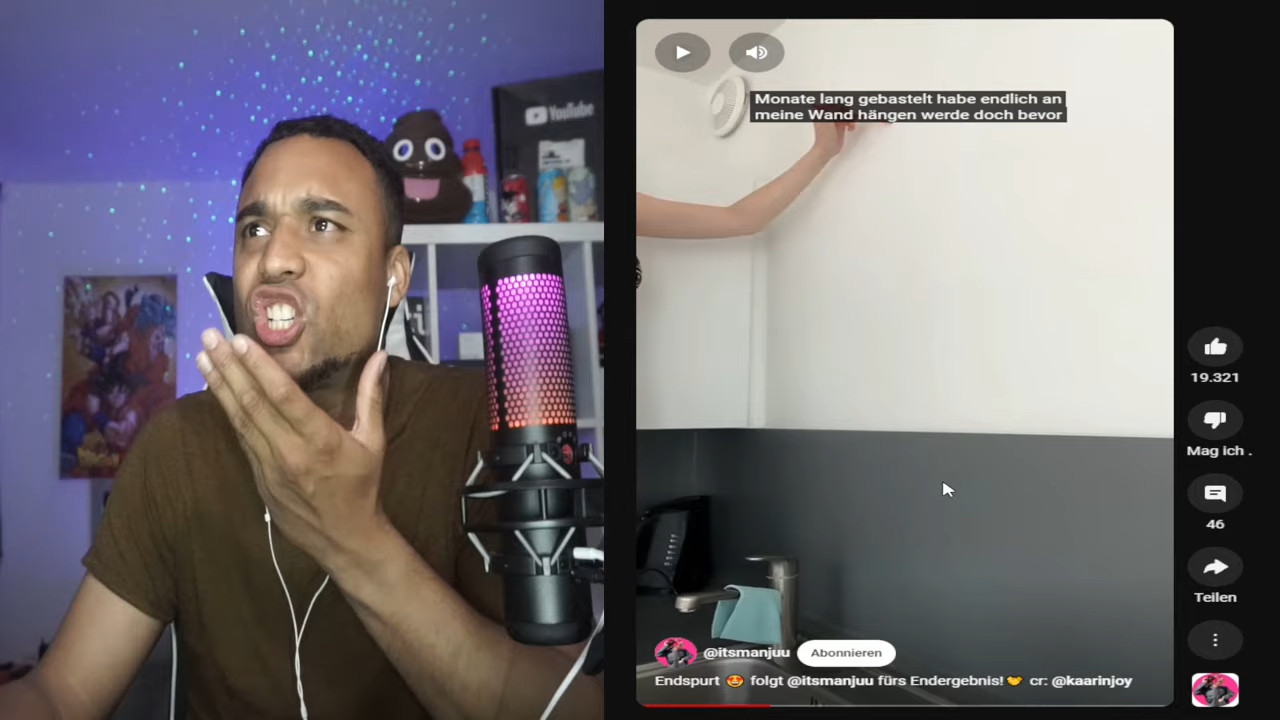 YouTube
Monate lang gebastelt habe endlich an
meine Wand hängen werde doch bevor
19.321
Mag ich .
46
Teilen
@itsmanjuu
Abonnieren
Endspurt 🤩 folgt @itsmanjuu fürs Endergebnis! 🤝 cr: @kaarinjoy